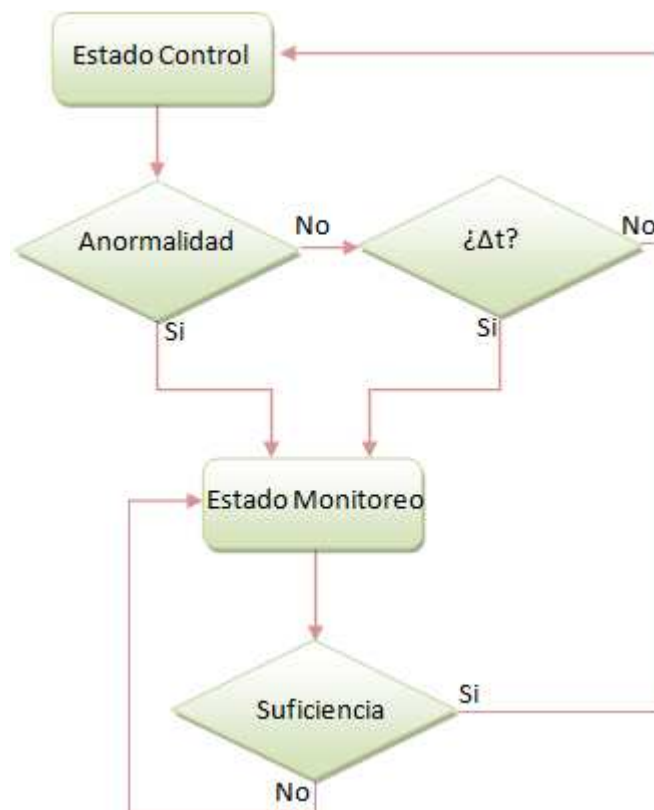 Estado Control
Anormalidad
No
¿Δt?
No
Si
Si
Estado Monitoreo
Suficiencia
Si
No